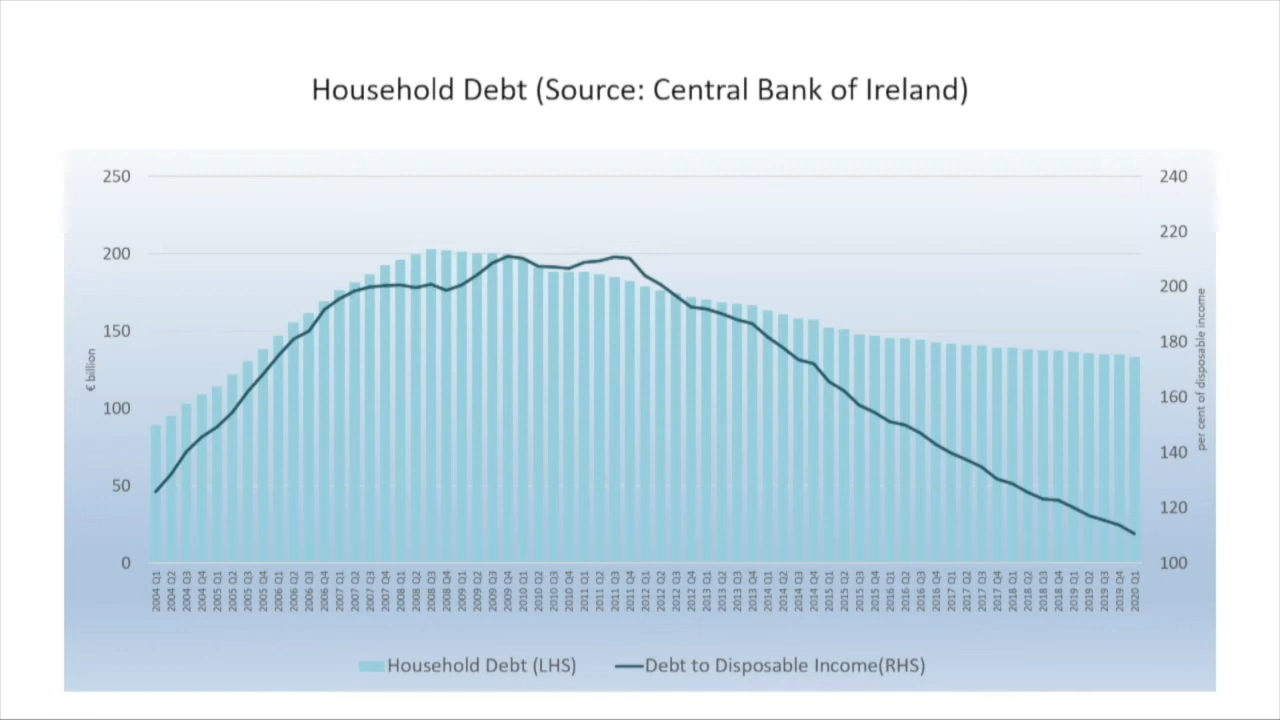 Household Debt (Source: Central Bank of Ireland)
250
200
150
100
50
0
€ billion
240
220
200
180
160
140
120
100
per cent of disposable income
2004 Q1
2004 Q2
2004 Q3
2004 Q4
2005 Q1
2005 Q2
2005 Q3
2005 Q4
2006 Q1
2006 Q2
2006 Q3
2006 Q4
2007 Q1
2007 Q2
2007 Q3
2007 Q4
2008 Q1
2008 Q2
2008 Q3
2008 Q4
2009 Q1
2009 Q2
2009 Q3
2009 Q4
2010 Q1
2010 Q2
2010 Q3
2010 Q4
2011 Q1
2011 Q2
2011 Q3
2011 Q4
2012 Q1
2012 Q2
2012 Q3
2012 Q4
2013 Q1
2013 Q2
2013 Q3
2013 Q4
2014 Q1
2014 Q2
2014 Q3
2014 Q4
2015 Q1
2015 Q2
2015 Q3
2015 Q4
2016 Q1
2016 Q2
2016 Q3
2016 Q4
2017 Q1
2017 Q2
2017 Q3
2017 Q4
2018 Q1
2018 Q2
2018 Q3
2018 Q4
2019 Q1
2019 Q2
2019 Q3
2019 Q4
2020 Q1
Household Debt (LHS)
Debt to Disposable Income(RHS)